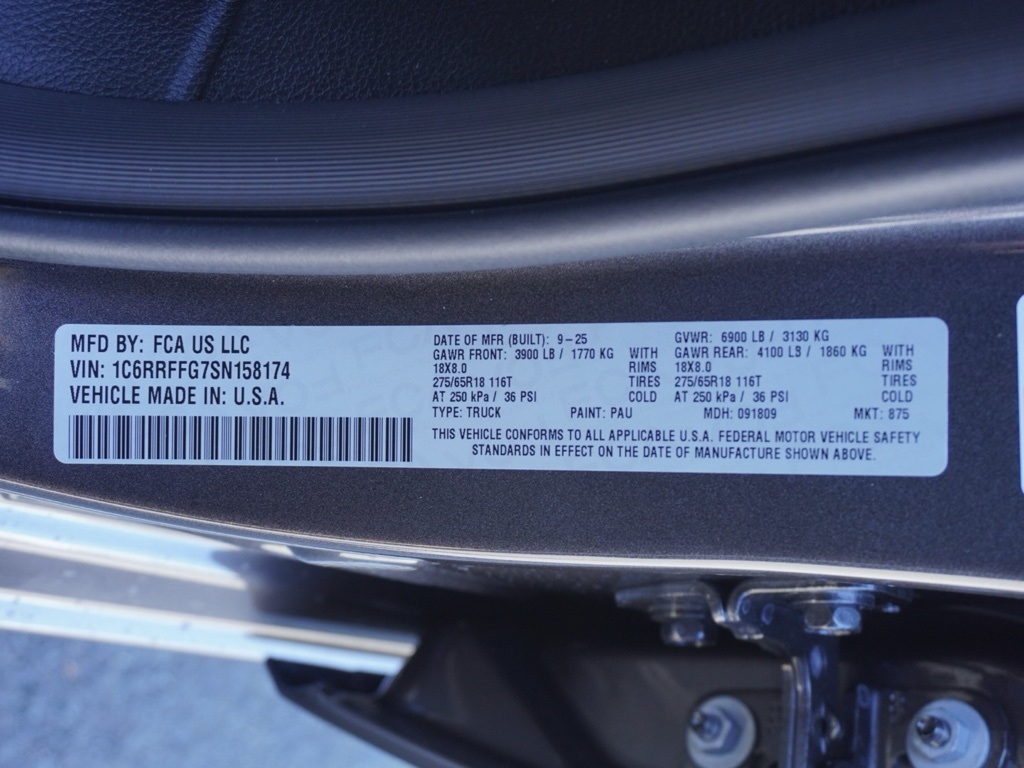 MFD BY: FCA US LLC
VIN: 1C6RRFFG7SN158174
VEHICLE MADE IN: U.S.A.
DATE OF MFR (BUILT): 9-25 GVWR: 6900 LB / 3130 KG
GAWR FRONT: 3900 LB / 1770 KG WITH GAWR REAR: 4100 LB / 1860 KG WITH
18X8.0 RIMS 18X8.0 RIMS
275/65R18 116T TIRES 275/65R18 116T TIRES
AT 250 kPa / 36 PSI COLD AT 250 kPa / 36 PSI COLD
TYPE: TRUCK PAINT: PAU MDH: 091809 MKT: 875
THIS VEHICLE CONFORMS TO ALL APPLICABLE U.S.A. FEDERAL MOTOR VEHICLE SAFETY
STANDARDS IN EFFECT ON THE DATE OF MANUFACTURE SHOWN ABOVE.